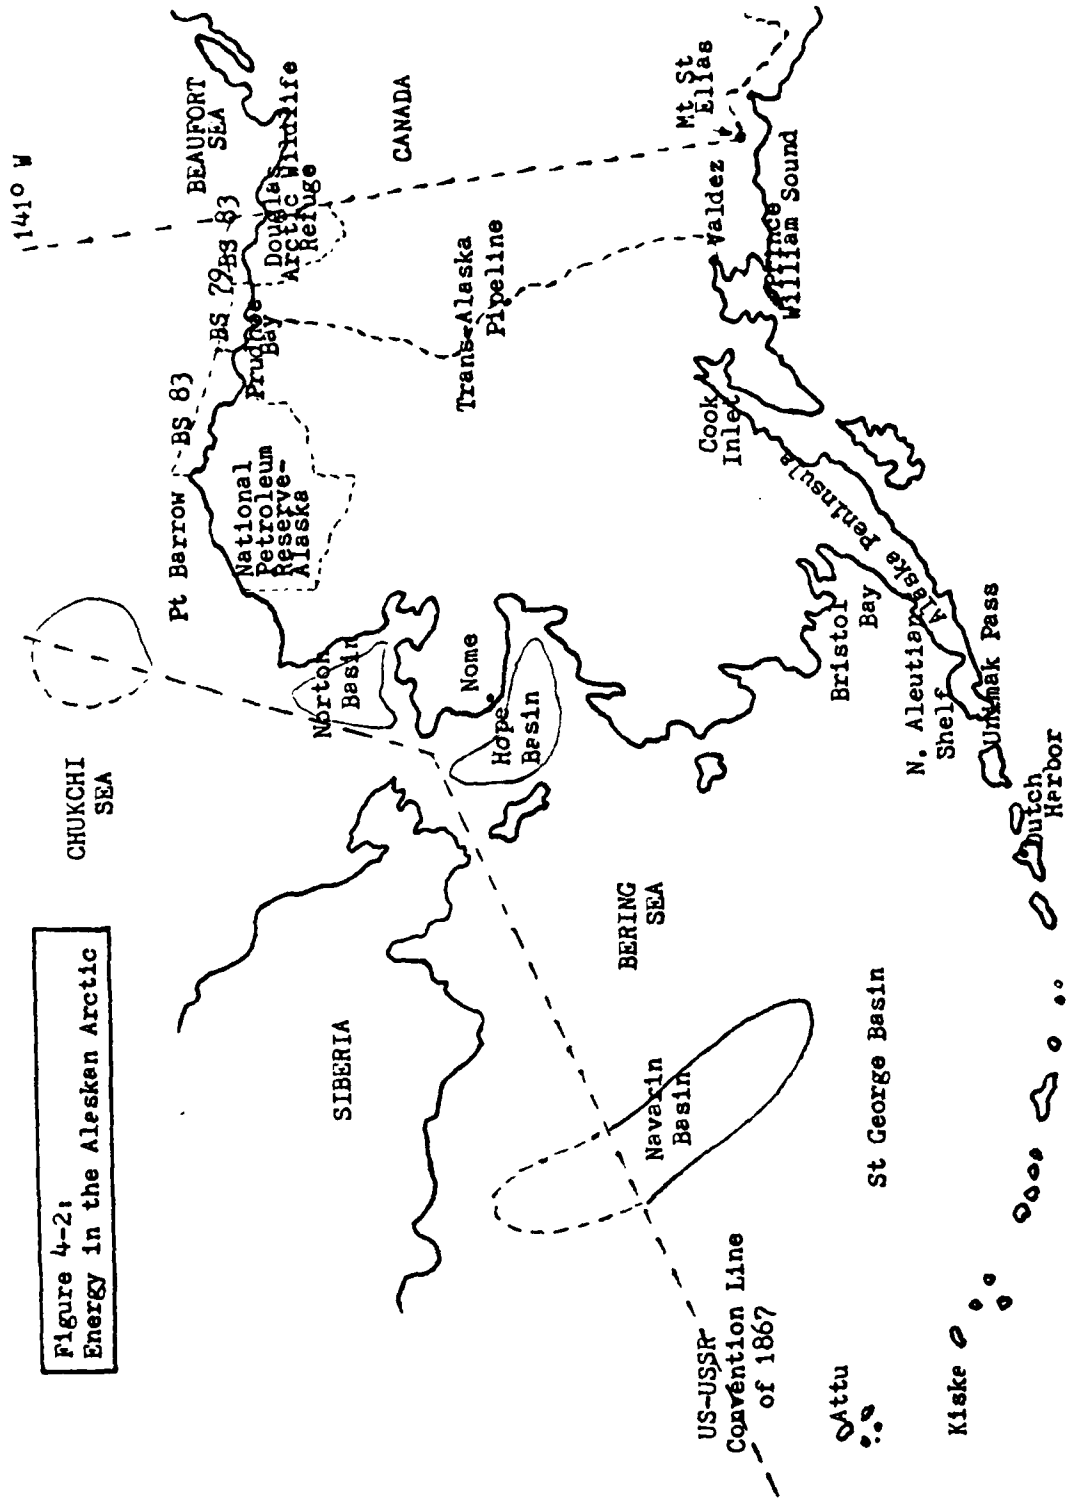 Figure 4-2:
Energy in the Alaskan Arctic
141° W
BEAUFORT
SEA
CHUKCHI
SEA
Pt Barrow
BS 83
BS 79
BS 83
Prudhoe
Bay
Douglas
Arctic Wildlife
Refuge
CANADA
National
Petroleum
Reserve-
Alaska
Norton
Basin
Nome
Hope
Basin
Trans-Alaska
Pipeline
SIBERIA
Mt St
Elias
Valdez
Prince
William Sound
Cook
Inlet
Alaska Peninsula
BERING
SEA
Bristol
Bay
N. Aleutian
Shelf
Unimak Pass
Navarin
Basin
St George Basin
Dutch
Harbor
US-USSR
Convention Line
of 1867
Attu
Kiska